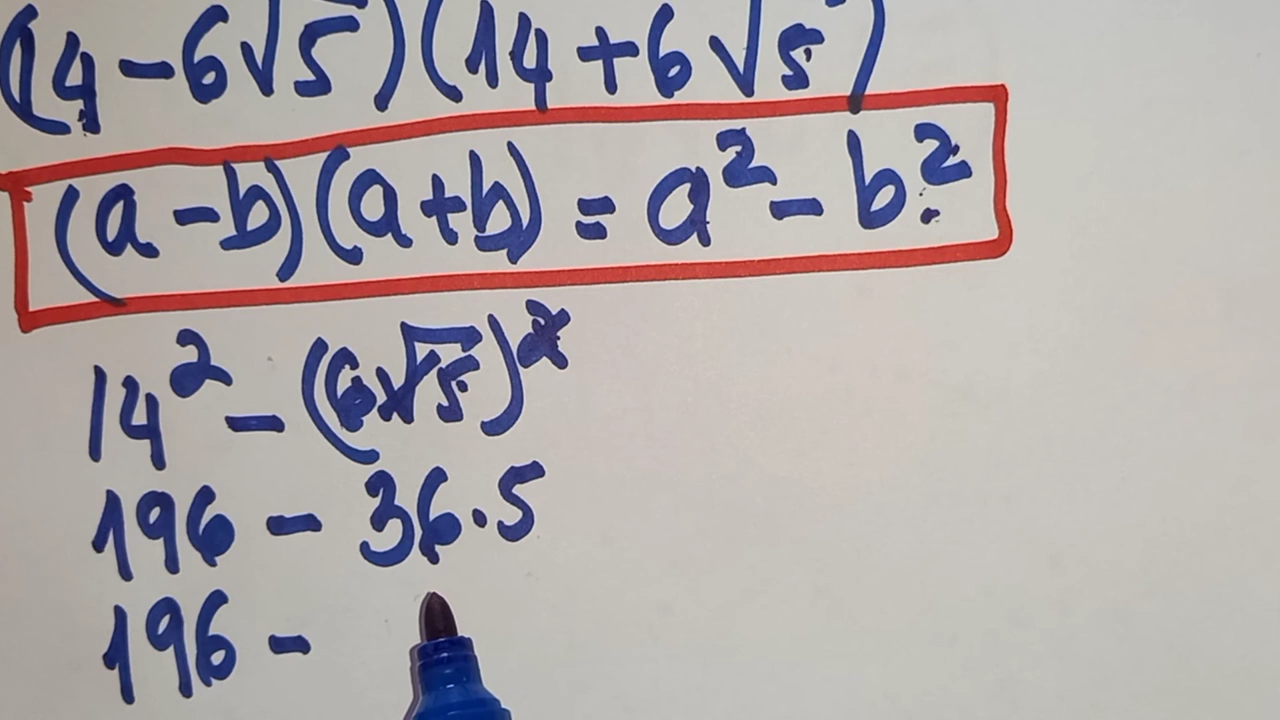 (14-6√5)(14+6√5)
(a-b)(a+b) = a² - b²
14² - (6√5)²
196 - 36.5
196 -